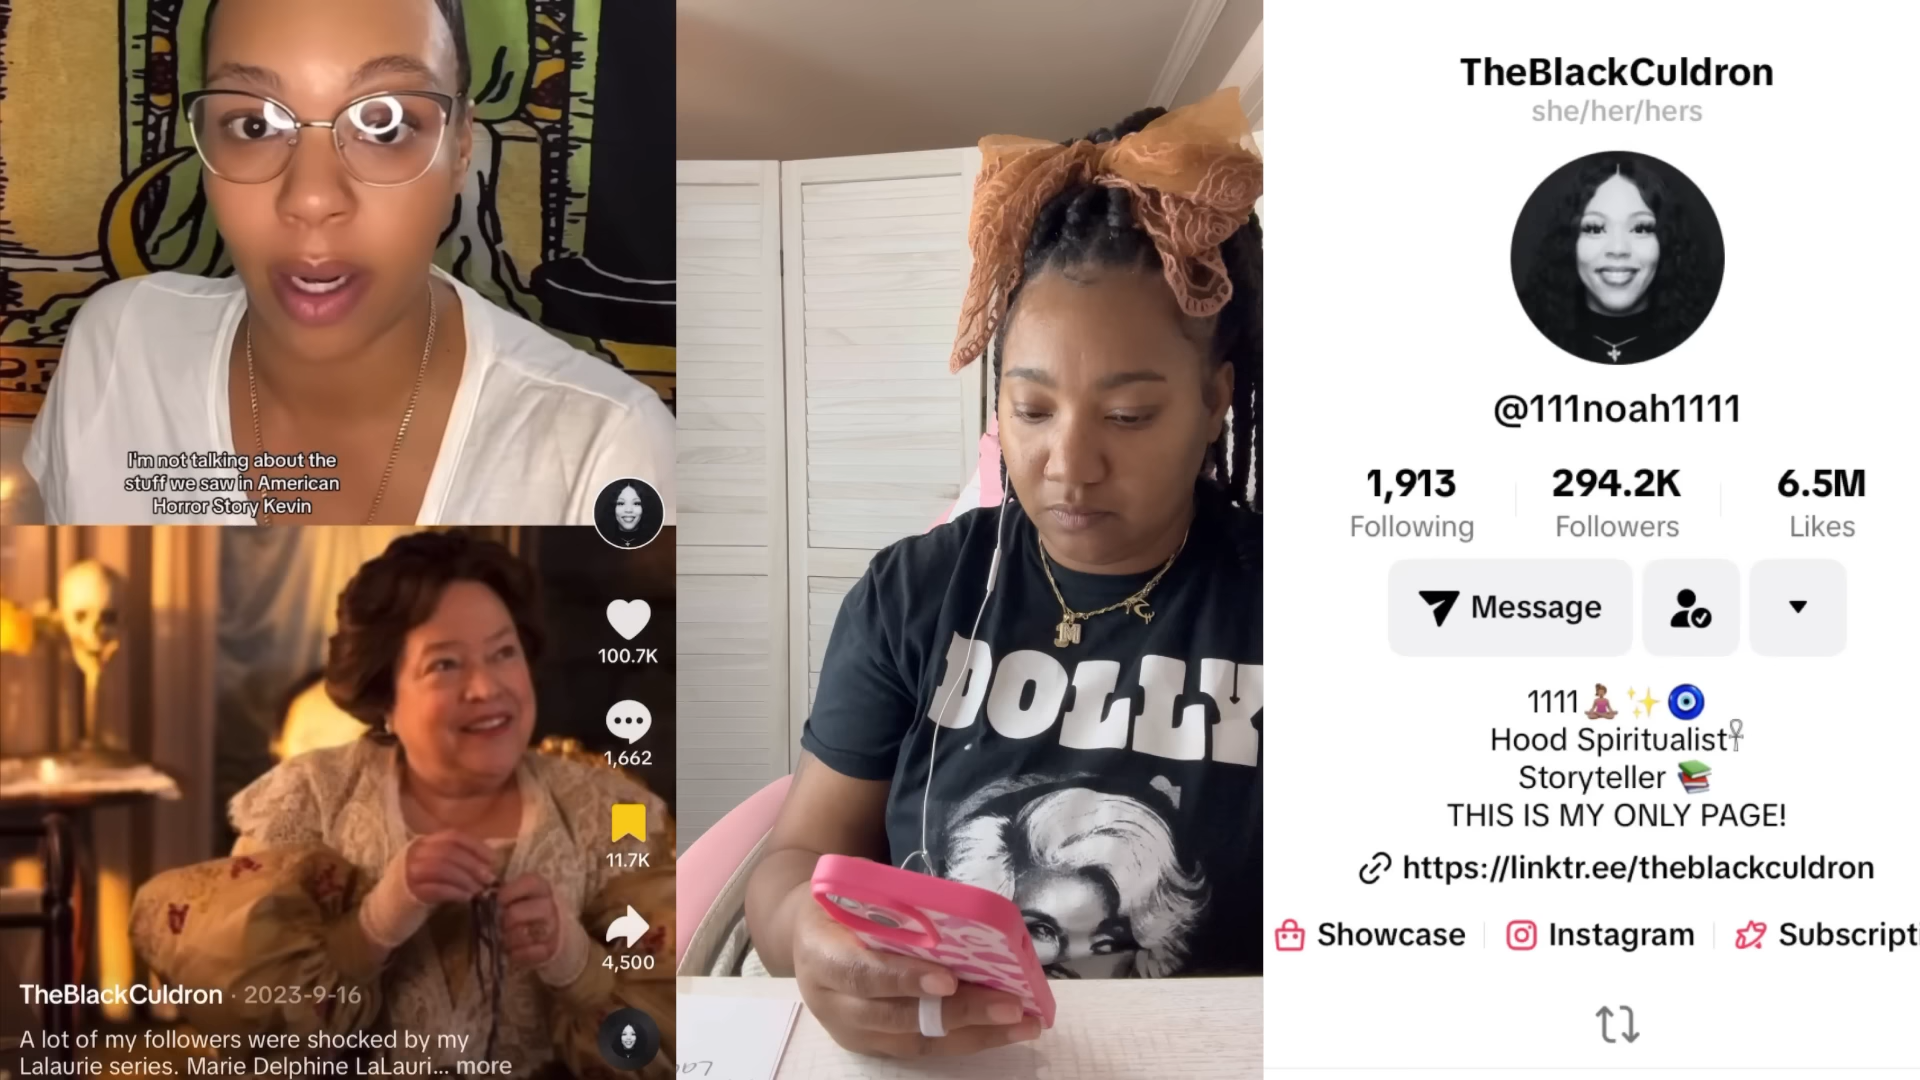 I'm not talking about the
stuff we saw in American
Horror Story Kevin
100.7K
1,662
11.7K
4,500
TheBlackCuldron · 2023-9-16
A lot of my followers were shocked by my
Lalaurie series. Marie Delphine LaLauri... more
DOLLY
TheBlackCuldron
she/her/hers
@111noah1111
1,913
Following
294.2K
Followers
6.5M
Likes
Message
1111
Hood Spiritualist
Storyteller
THIS IS MY ONLY PAGE!
https://linktr.ee/theblackculdron
Showcase
Instagram
Subscripti